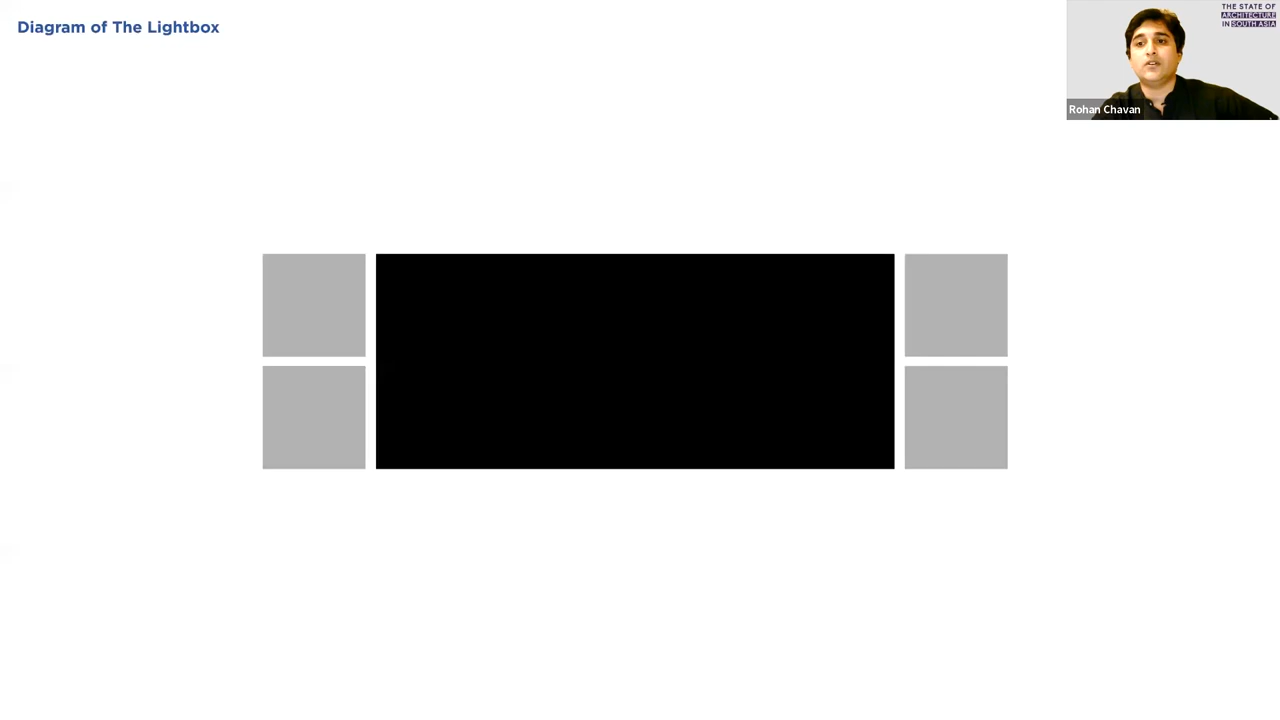 Diagram of The Lightbox
THE STATE OF
ARCHITECTURE
IN SOUTH ASIA
Rohan Chavan